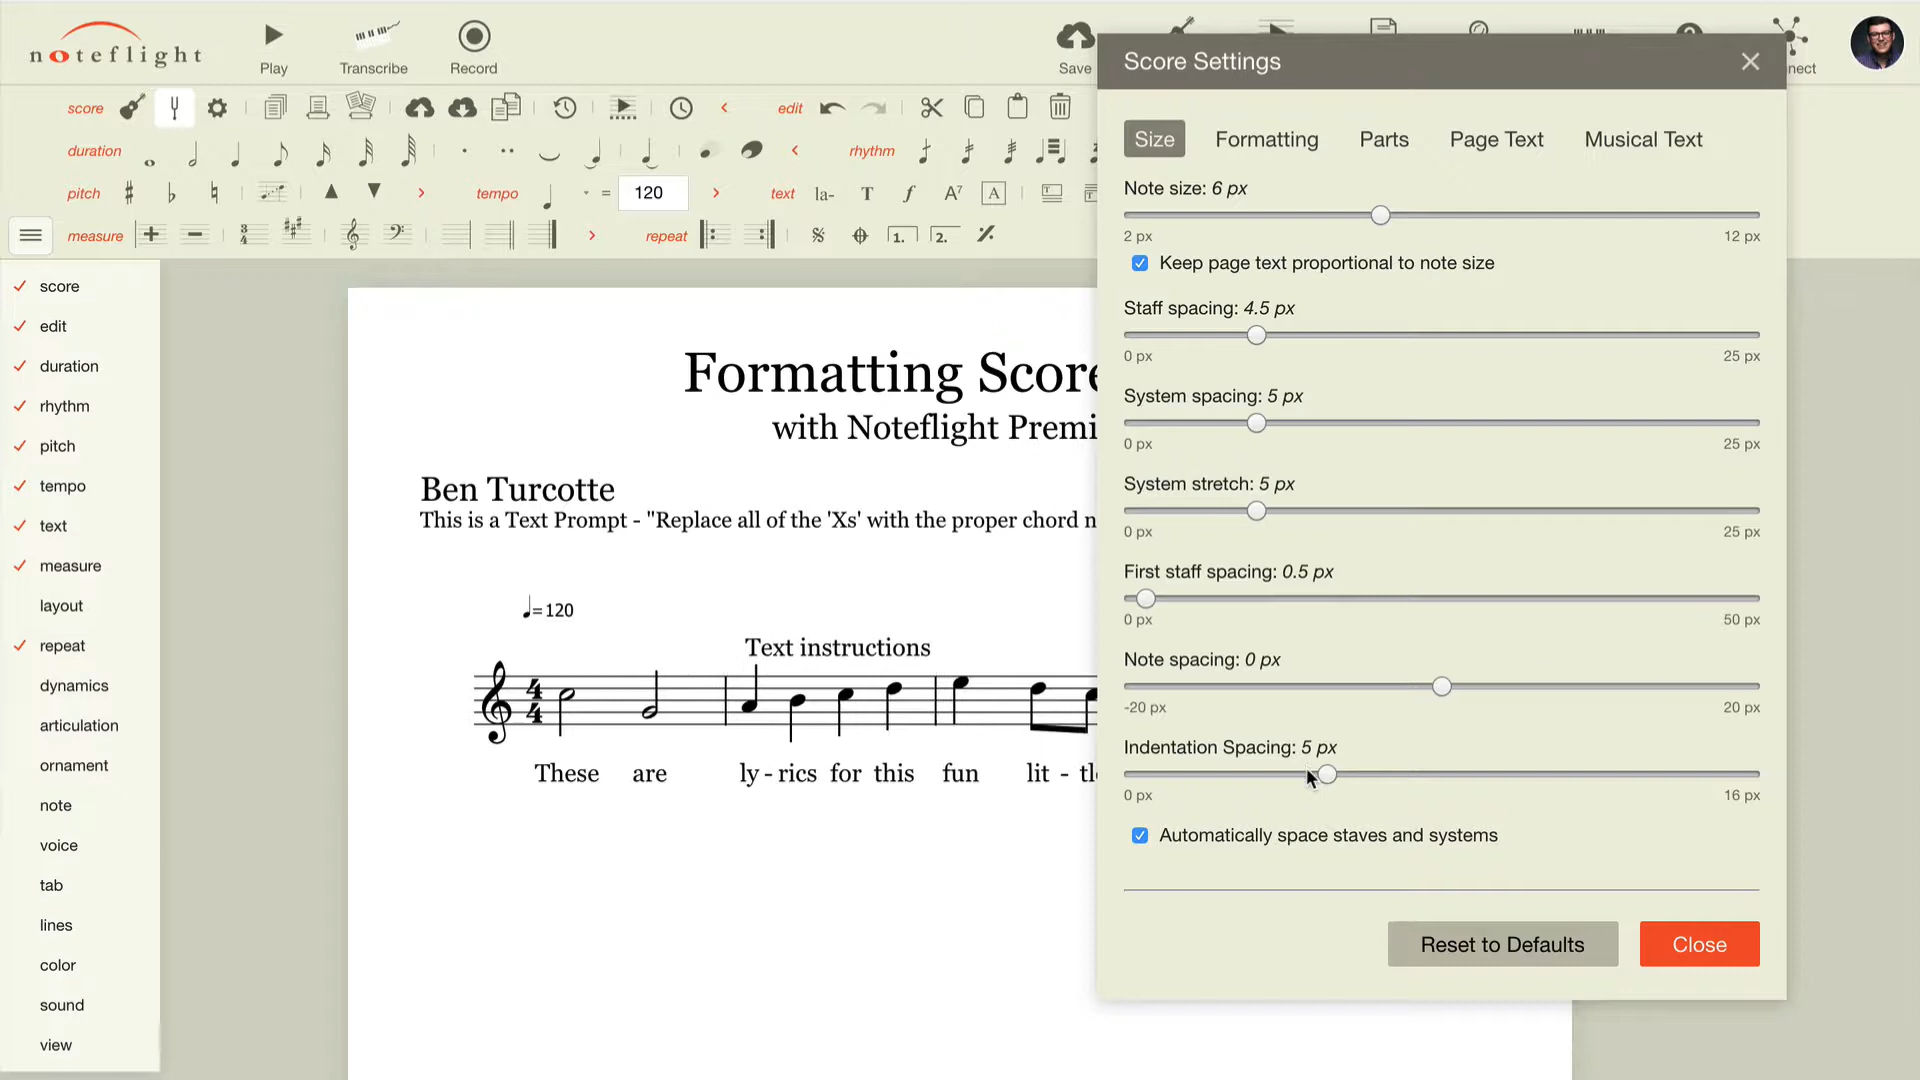 noteflight
Play
Transcribe
Record
Save
score
edit
duration
rhythm
pitch
tempo
= 120
text
la-
T
f
A7
A
measure
repeat
1.
2.
score
edit
duration
rhythm
pitch
tempo
text
measure
layout
repeat
dynamics
articulation
ornament
note
voice
tab
lines
color
sound
view
Formatting Score
with Noteflight Premi
Ben Turcotte
This is a Text Prompt - "Replace all of the 'Xs' with the proper chord n
=120
Text instructions
4
4
These are ly - rics for this fun lit - tl
Score Settings
nect
Size
Formatting
Parts
Page Text
Musical Text
Note size: 6 px
2 px
12 px
Keep page text proportional to note size
Staff spacing: 4.5 px
0 px
25 px
System spacing: 5 px
0 px
25 px
System stretch: 5 px
0 px
25 px
First staff spacing: 0.5 px
0 px
50 px
Note spacing: 0 px
-20 px
20 px
Indentation Spacing: 5 px
0 px
16 px
Automatically space staves and systems
Reset to Defaults
Close